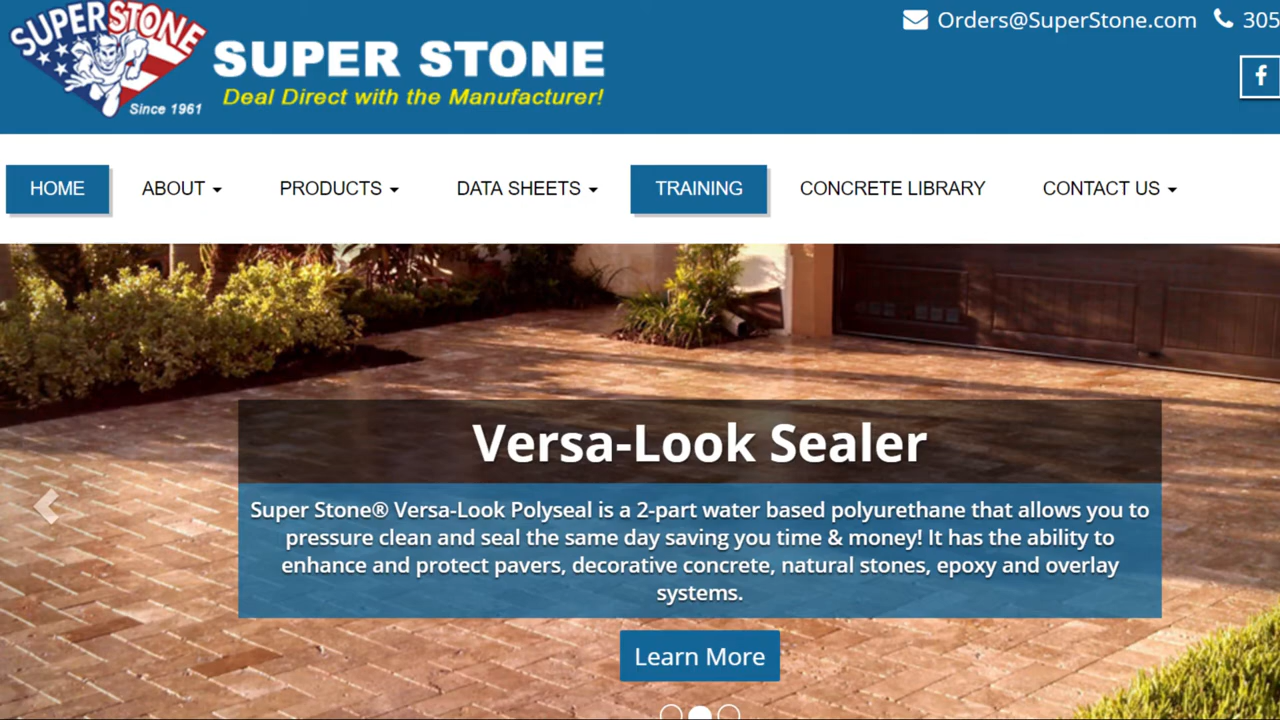 SUPERSTONE
Since 1961
SUPER STONE
Deal Direct with the Manufacturer!
Orders@SuperStone.com 305
f
HOME ABOUT PRODUCTS DATA SHEETS TRAINING CONCRETE LIBRARY CONTACT US
Versa-Look Sealer
Super Stone® Versa-Look Polyseal is a 2-part water based polyurethane that allows you to
pressure clean and seal the same day saving you time & money! It has the ability to
enhance and protect pavers, decorative concrete, natural stones, epoxy and overlay
systems.
Learn More